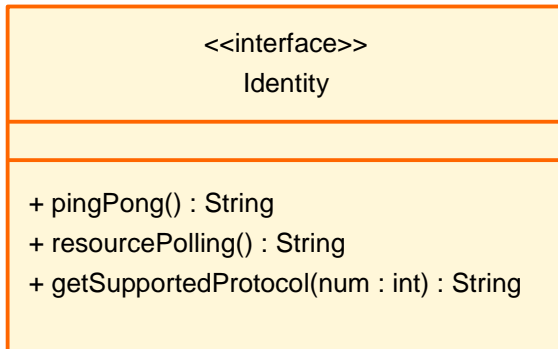 <<interface>>
Identity
+ pingPong() : String
+ resourcePolling() : String
+ getSupportedProtocol(num : int) : String